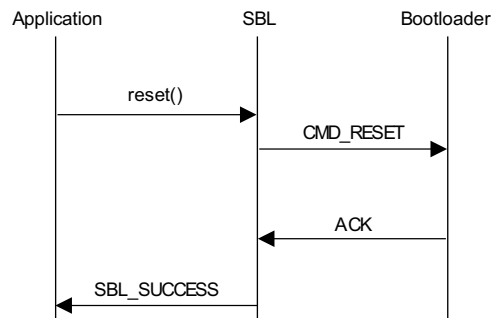 Application SBL Bootloader
reset()
CMD_RESET
ACK
SBL_SUCCESS